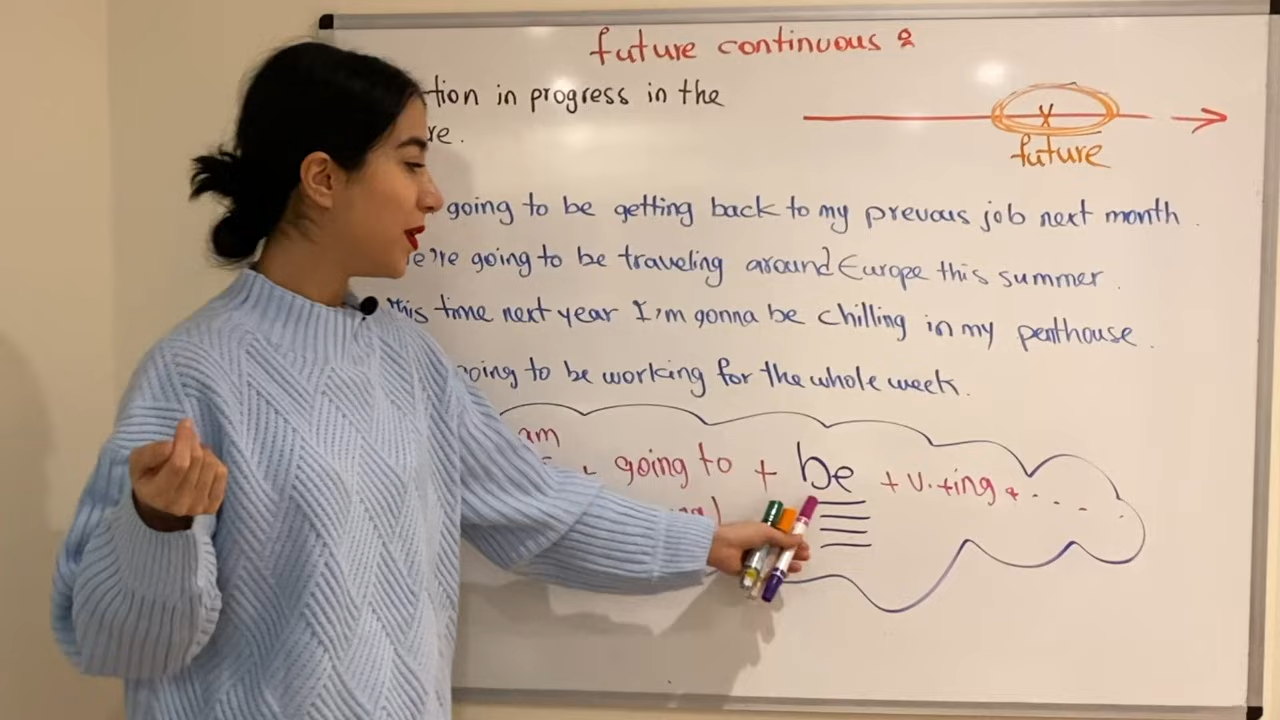 future continuous :
tion in progress in the
re.
future
going to be getting back to my prevous job next month.
e're going to be traveling around Europe this summer.
this time next year I'm gonna be chilling in my penthouse.
going to be working for the whole week.
am
+ going to + be + v. + ing + ....